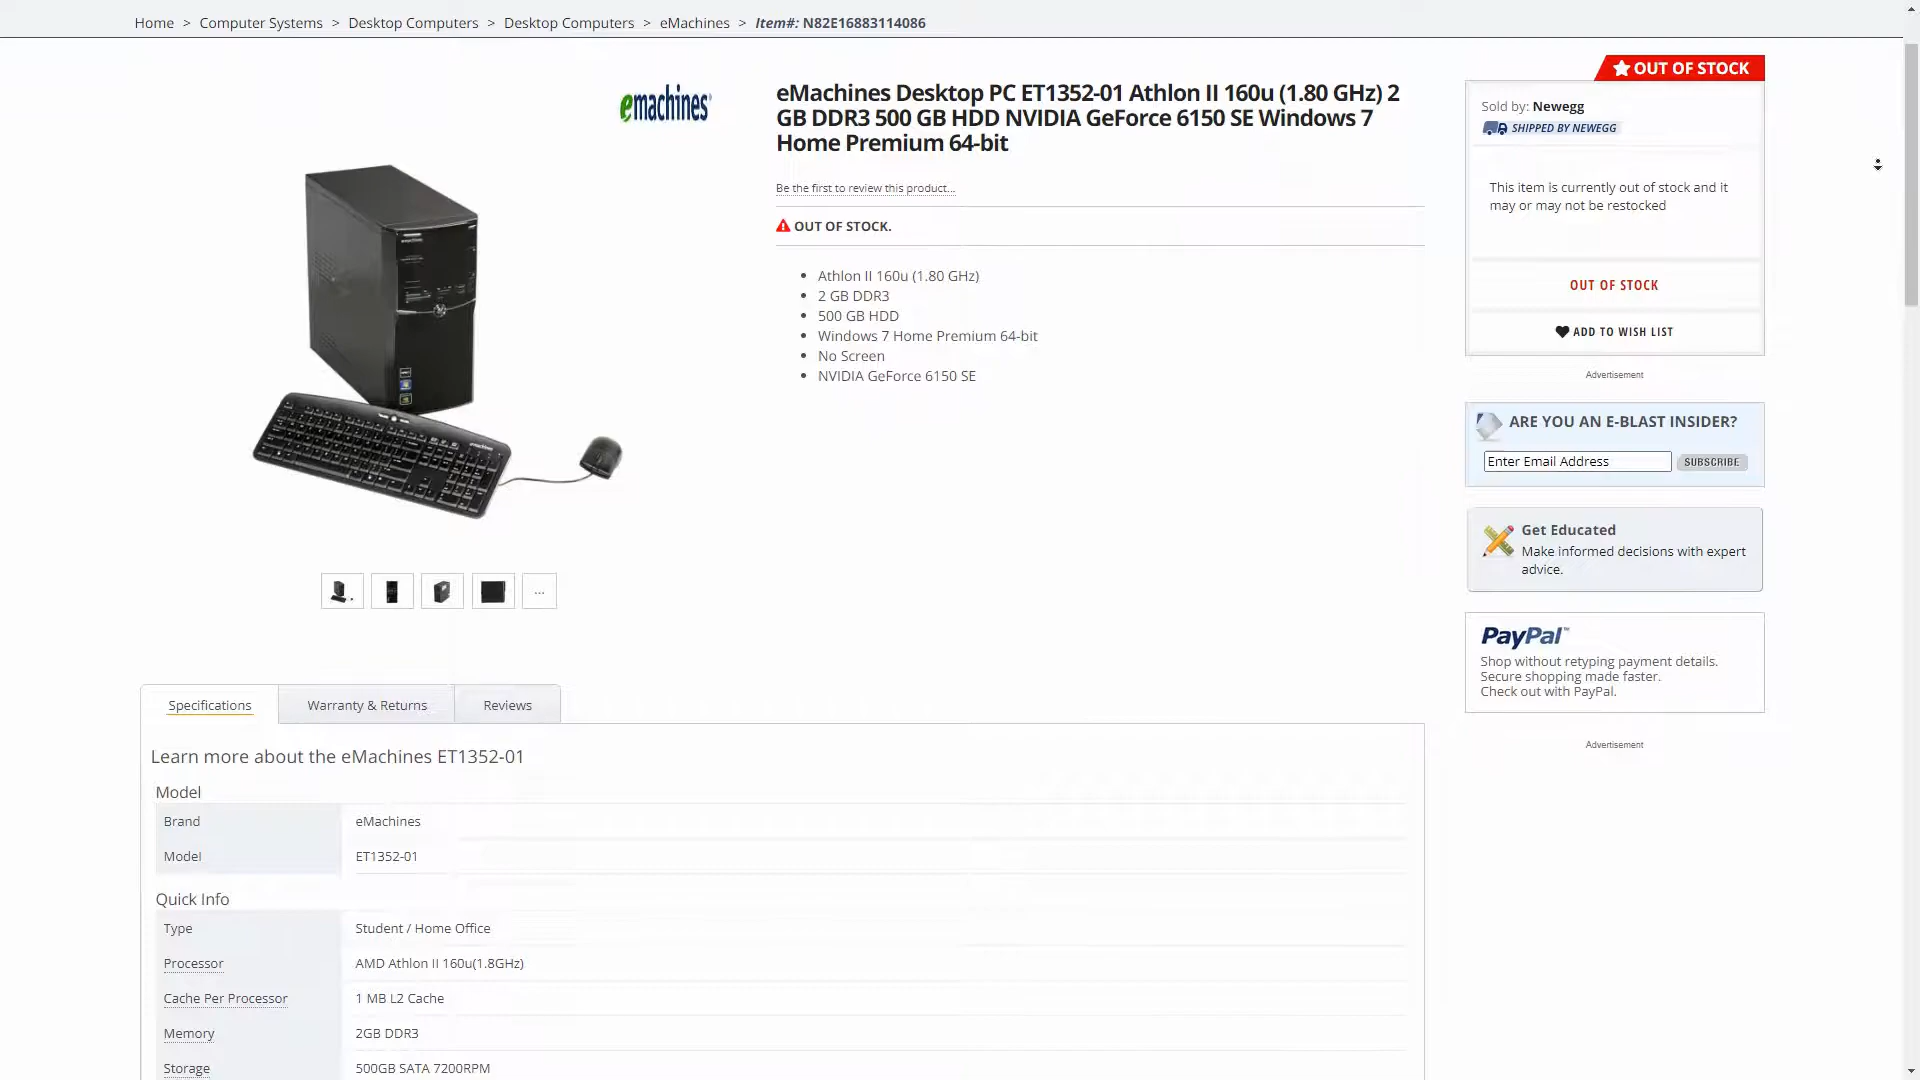 Home > Computer Systems > Desktop Computers > Desktop Computers > eMachines > Item#: N82E16883114086
OUT OF STOCK
emachines
eMachines Desktop PC ET1352-01 Athlon II 160u (1.80 GHz) 2
GB DDR3 500 GB HDD NVIDIA GeForce 6150 SE Windows 7
Home Premium 64-bit
Be the first to review this product...
OUT OF STOCK.
Athlon II 160u (1.80 GHz)
2 GB DDR3
500 GB HDD
Windows 7 Home Premium 64-bit
No Screen
NVIDIA GeForce 6150 SE
Sold by: Newegg
SHIPPED BY NEWEGG
This item is currently out of stock and it
may or may not be restocked
OUT OF STOCK
ADD TO WISH LIST
Advertisement
ARE YOU AN E-BLAST INSIDER?
Enter Email Address SUBSCRIBE
Get Educated
Make informed decisions with expert
advice.
PayPal™
Shop without retyping payment details.
Secure shopping made faster.
Check out with PayPal.
Advertisement
...
Specifications Warranty & Returns Reviews
Learn more about the eMachines ET1352-01
Model
Brand eMachines
Model ET1352-01
Quick Info
Type Student / Home Office
Processor AMD Athlon II 160u(1.8GHz)
Cache Per Processor 1 MB L2 Cache
Memory 2GB DDR3
Storage 500GB SATA 7200RPM